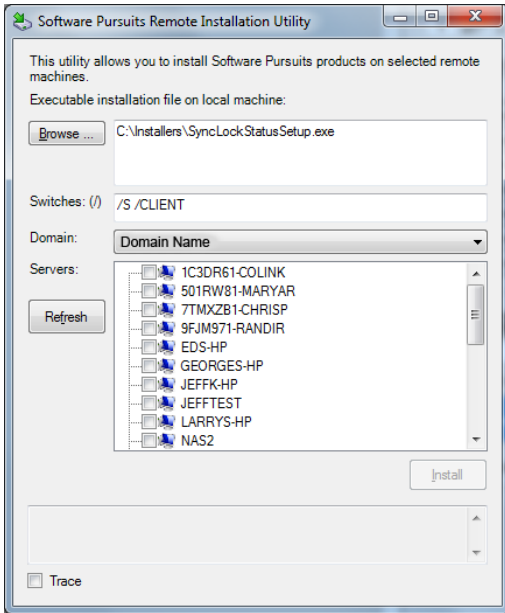 Software Pursuits Remote Installation Utility
This utility allows you to install Software Pursuits products on selected remote
machines.
Executable installation file on local machine:
Browse ...
C:\Installers\SyncLockStatusSetup.exe
Switches: (/)
/S /CLIENT
Domain:
Domain Name
Servers:
Refresh
1C3DR61-COLINK
501RW81-MARYAR
7TMXZB1-CHRISP
9FJM971-RANDIR
EDS-HP
GEORGES-HP
JEFFK-HP
JEFFTEST
LARRYS-HP
NAS2
Install
Trace